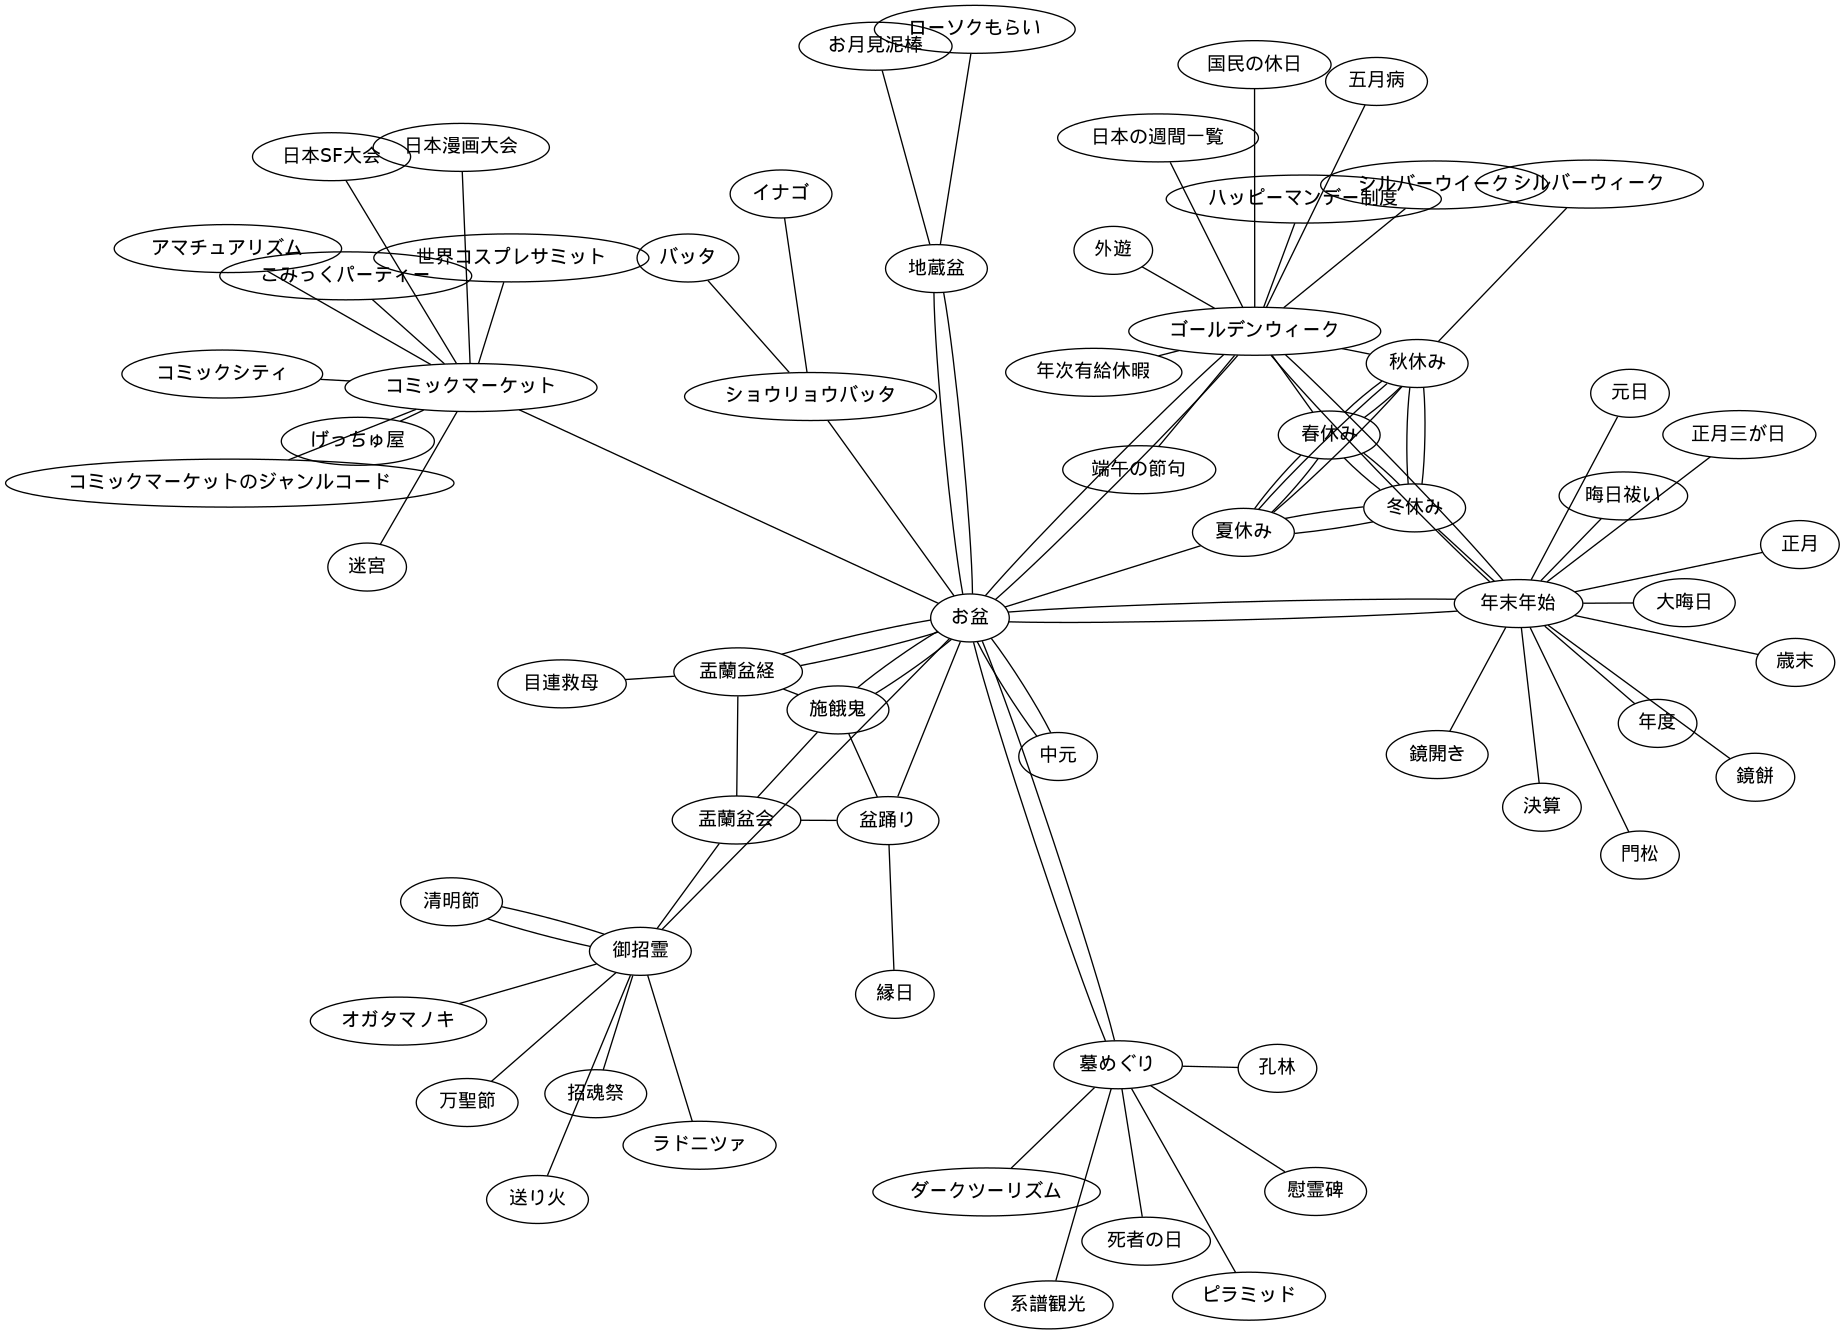 ローソクもらい
お月見泥棒
国民の休日
五月病
日本の週間一覧
日本SF大会
日本漫画大会
ハッピーマンデー制度
シルバーウイーク
シルバーウィーク
イナゴ
アマチュアリズム
こみっくパーティー
世界コスプレサミット
バッタ
地蔵盆
外遊
ゴールデンウィーク
秋休み
年次有給休暇
コミックシティ
コミックマーケット
ショウリョウバッタ
元日
げっちゅ屋
春休み
正月三が日
端午の節句
コミックマーケットのジャンルコード
晦日祓い
冬休み
夏休み
正月
迷宮
お盆
年末年始
大晦日
歳末
目連救母
盂蘭盆経
施餓鬼
年度
中元
鏡開き
鏡餅
決算
盂蘭盆会
盆踊り
門松
清明節
御招霊
縁日
オガタマノキ
墓めぐり
孔林
万聖節
招魂祭
ラドニツァ
送り火
ダークツーリズム
慰霊碑
死者の日
系譜観光
ピラミッド